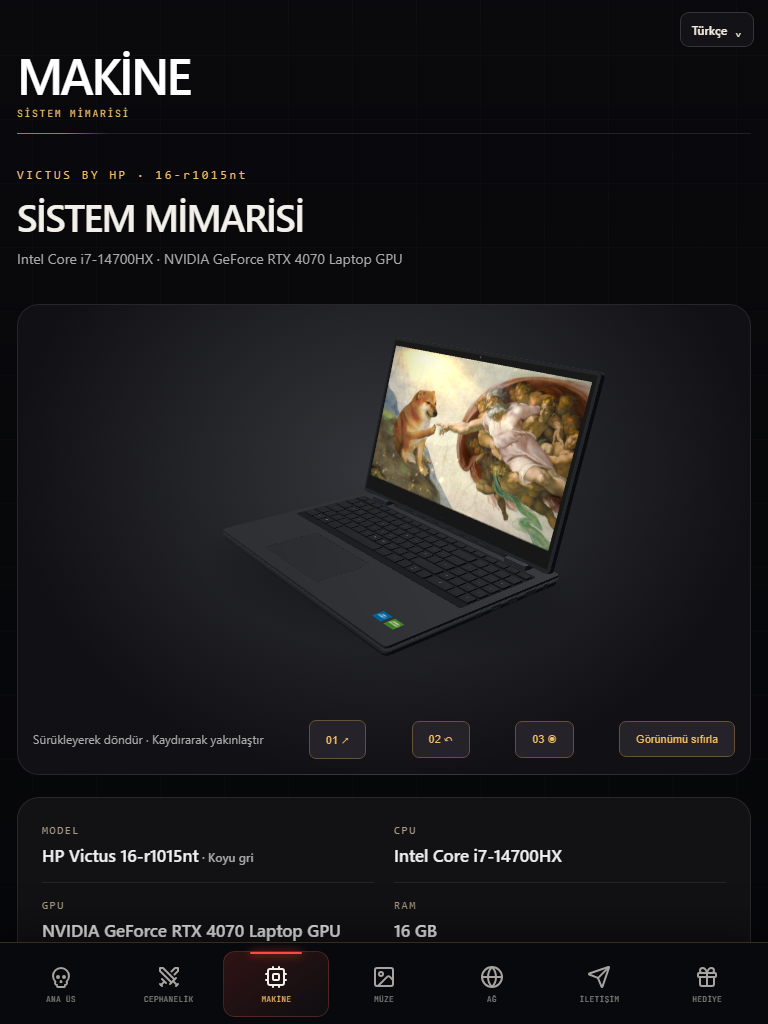 Türkçe
MAKİNE
SİSTEM MİMARİSİ
VICTUS BY HP · 16-r1015nt
SİSTEM MİMARİSİ
Intel Core i7-14700HX · NVIDIA GeForce RTX 4070 Laptop GPU
Sürükleyerek döndür · Kaydırarak yakınlaştır
01 ↗
02 ↶
03 ◉
Görünümü sıfırla
MODEL
HP Victus 16-r1015nt · Koyu gri
CPU
Intel Core i7-14700HX
GPU
NVIDIA GeForce RTX 4070 Laptop GPU
RAM
16 GB
ANA ÜS
CEPHANELİK
MAKİNE
MÜZE
AĞ
İLETİŞİM
HEDİYE